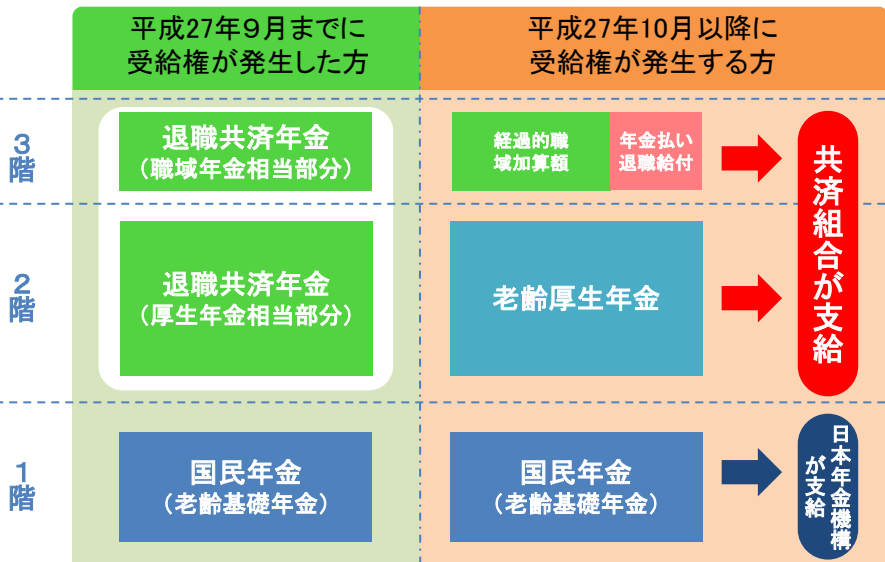 平成27年９月までに
受給権が発生した方
平成27年10月以降に
受給権が発生する方
３
階
退職共済年金
（職域年金相当部分）
経過的職
域加算額
年金払い
退職給付
共済組合が支給
２
階
退職共済年金
（厚生年金相当部分）
老齢厚生年金
１
階
国民年金
（老齢基礎年金）
国民年金
（老齢基礎年金）
日本年金機構
が支給